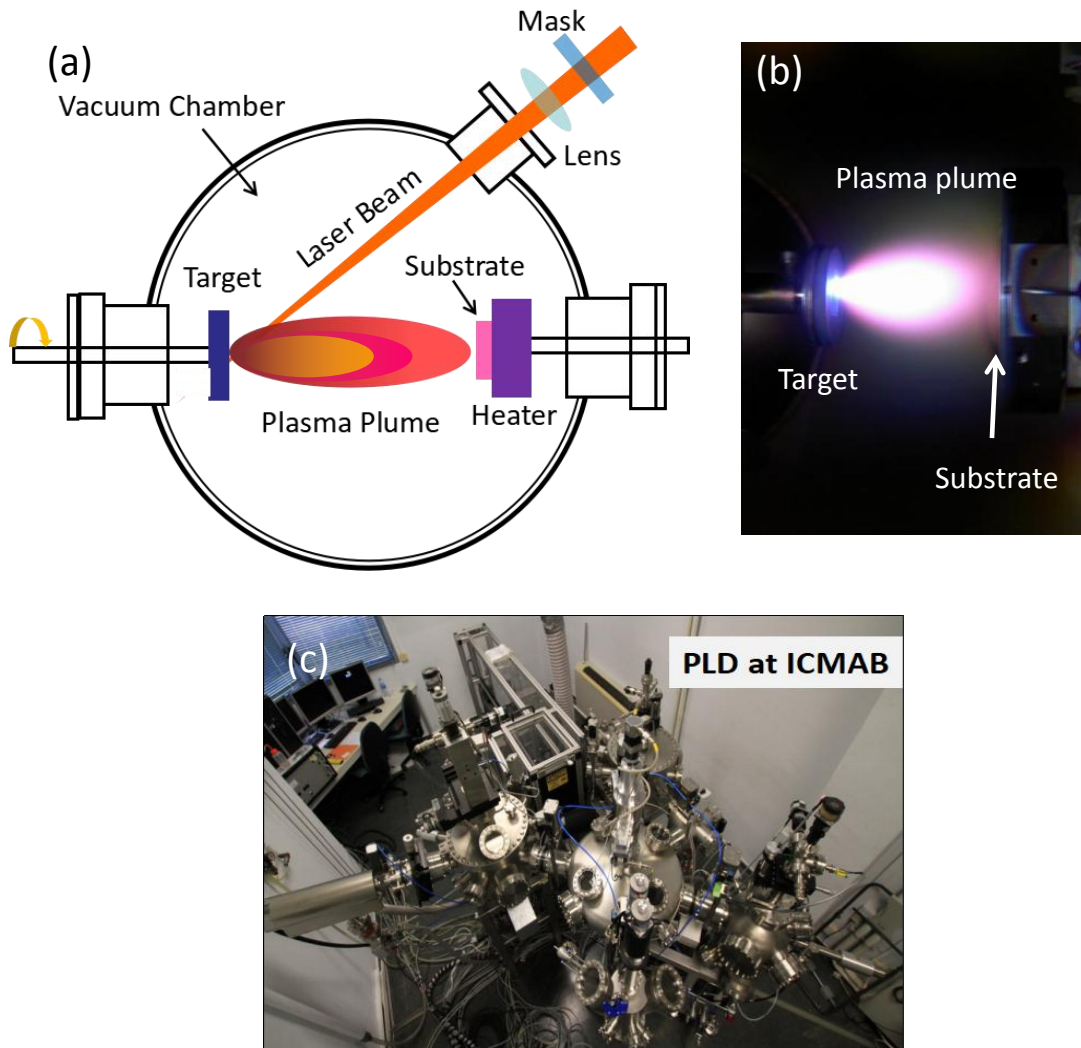 (a)
Mask
Vacuum Chamber
Lens
Laser Beam
Target
Substrate
Plasma Plume
Heater
(b)
Plasma plume
Target
Substrate
(c)
PLD at ICMAB